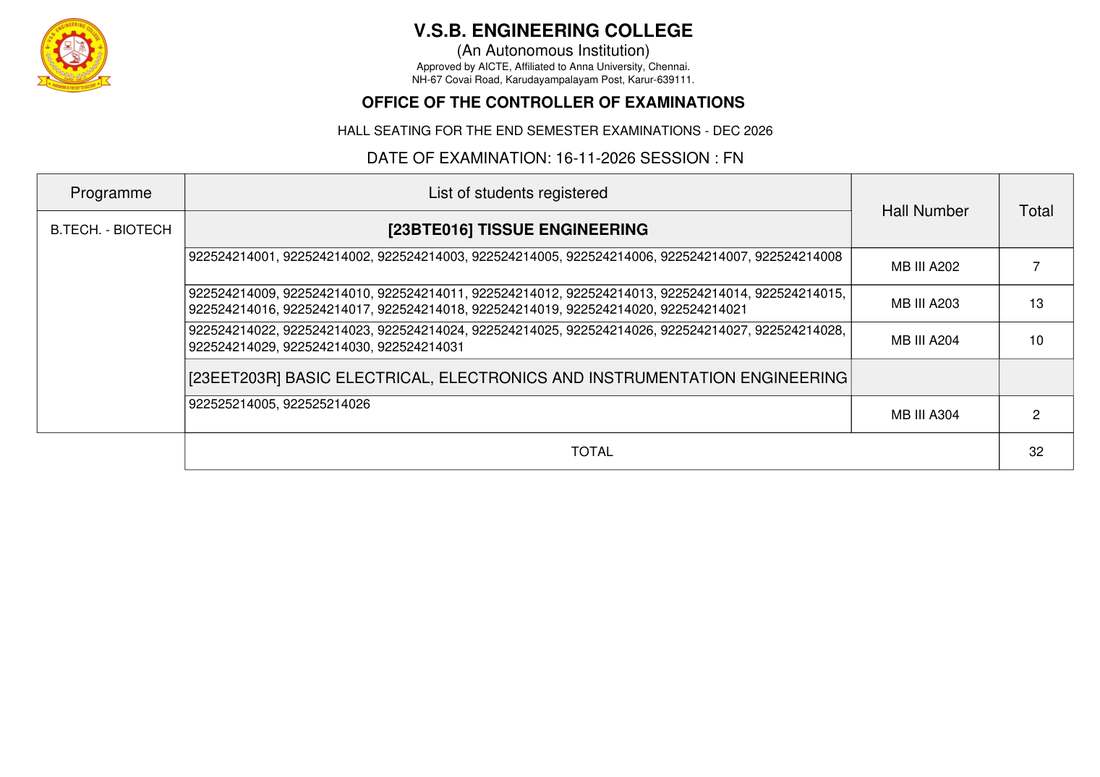 V.S.B. ENGINEERING COLLEGE
(An Autonomous Institution)
Approved by AICTE, Affiliated to Anna University, Chennai.
NH-67 Covai Road, Karudayampalayam Post, Karur-639111.
OFFICE OF THE CONTROLLER OF EXAMINATIONS
HALL SEATING FOR THE END SEMESTER EXAMINATIONS - DEC 2026
DATE OF EXAMINATION: 16-11-2026 SESSION : FN
Programme List of students registered Hall Number Total
B.TECH. - BIOTECH [23BTE016] TISSUE ENGINEERING
922524214001, 922524214002, 922524214003, 922524214005, 922524214006, 922524214007, 922524214008
MB III A202 7
922524214009, 922524214010, 922524214011, 922524214012, 922524214013, 922524214014, 922524214015,
922524214016, 922524214017, 922524214018, 922524214019, 922524214020, 922524214021
MB III A203 13
922524214022, 922524214023, 922524214024, 922524214025, 922524214026, 922524214027, 922524214028,
922524214029, 922524214030, 922524214031
MB III A204 10
[23EET203R] BASIC ELECTRICAL, ELECTRONICS AND INSTRUMENTATION ENGINEERING
922525214005, 922525214026
MB III A304 2
TOTAL 32